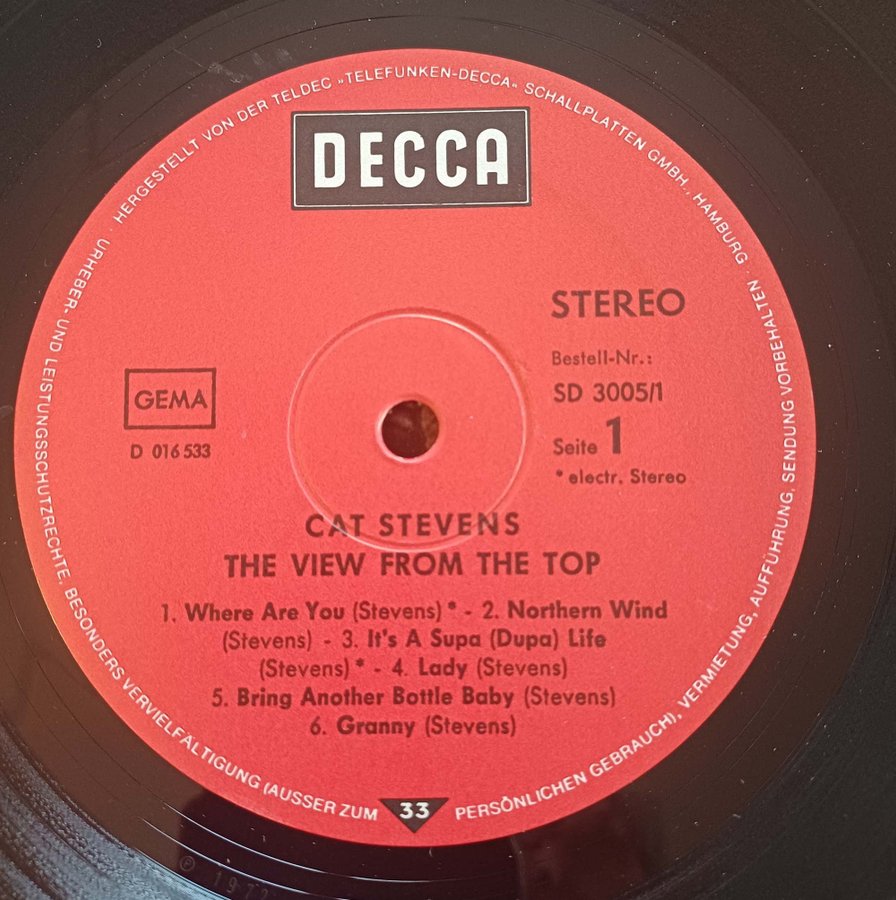 HERGESTELLT VON DER TELDEC »TELEFUNKEN-DECCA« SCHALLPLATTEN GMBH., HAMBURG ·
URHEBER- UND LEISTUNGSSCHUTZRECHTE, BESONDERS VERVIELFÄLTIGUNG (AUSSER ZUM PERSÖNLICHEN GEBRAUCH), VERMIETUNG, AUFFÜHRUNG, SENDUNG VORBEHALTEN ·
DECCA
STEREO
Bestell-Nr.:
SD 3005/1
GEMA
Seite 1
D 016 533
* electr. Stereo
CAT STEVENS
THE VIEW FROM THE TOP
1. Where Are You (Stevens) * - 2. Northern Wind
(Stevens) - 3. It's A Supa (Dupa) Life
(Stevens) * - 4. Lady (Stevens)
5. Bring Another Bottle Baby (Stevens)
6. Granny (Stevens)
33